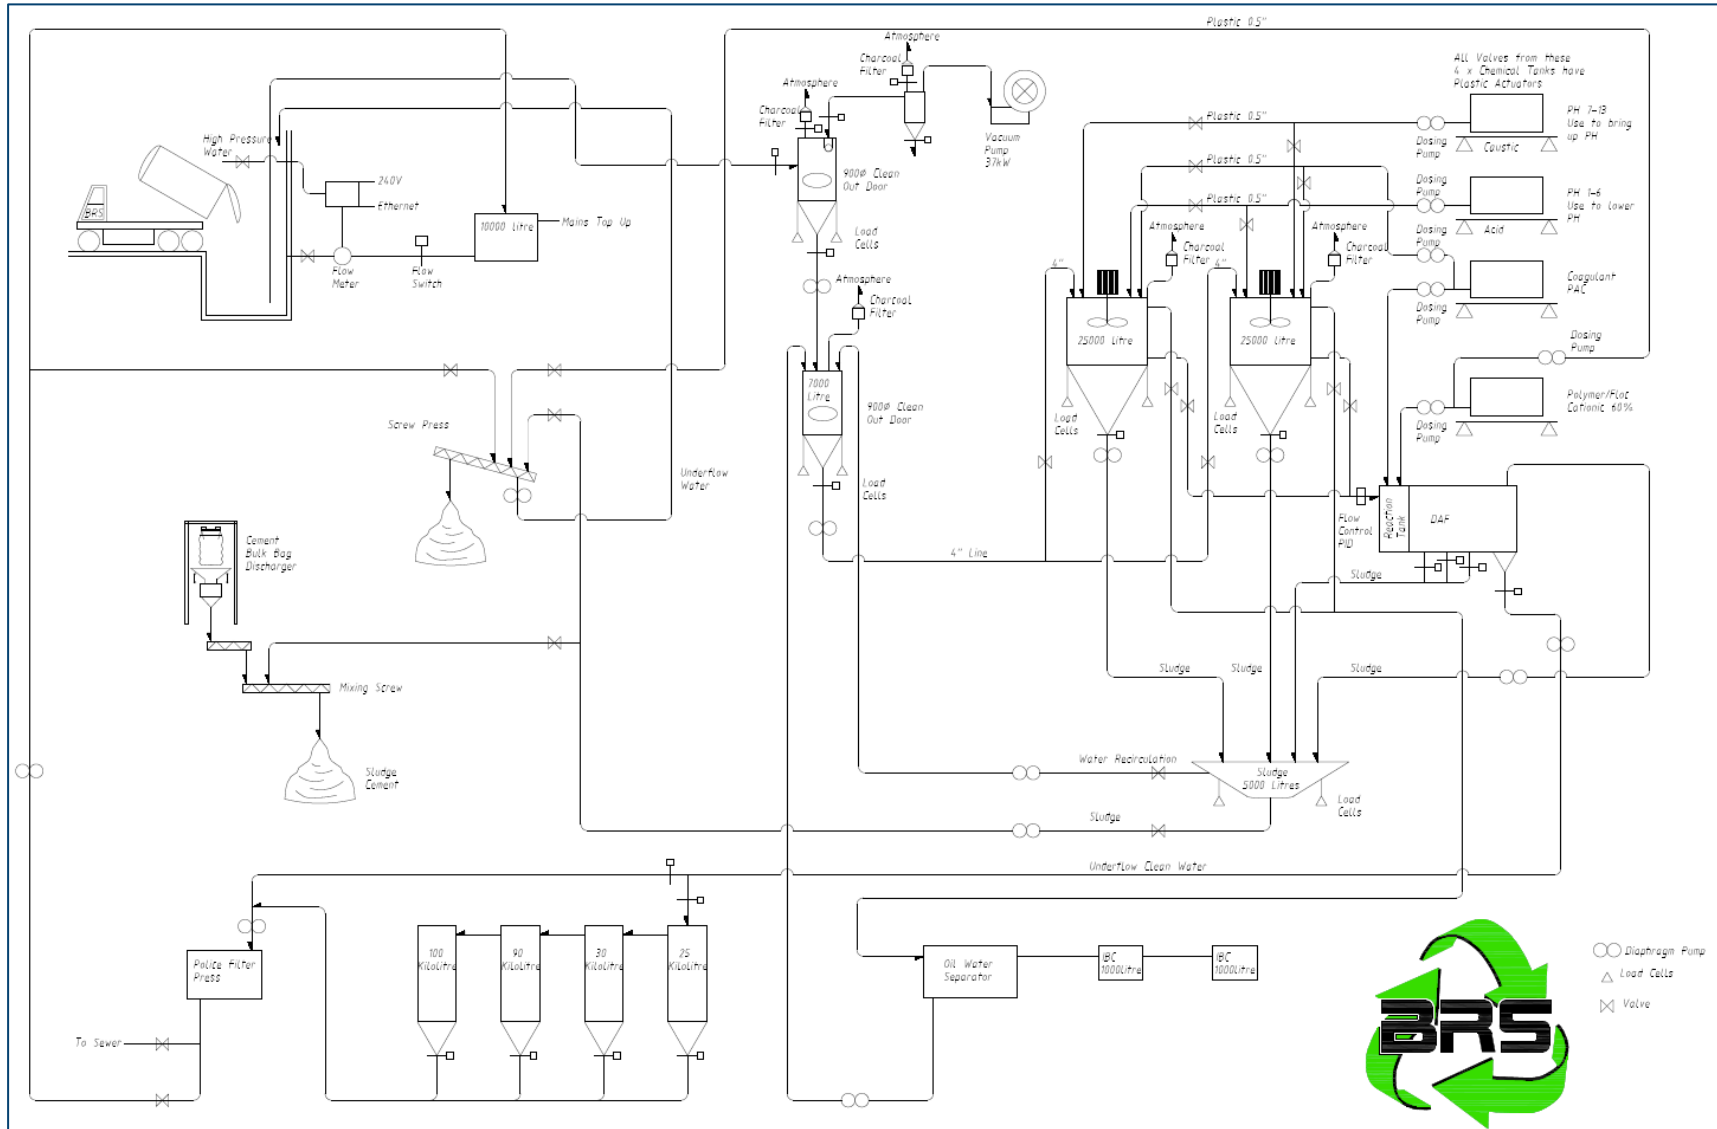 Plastic 0.5"
Atmosphere
Charcoal
Filter
Atmosphere
Charcoal
Filter
Vacuum
Pump
37kW
All Valves from these
4 x Chemical Tanks have
Plastic Actuators
PH 7-13
Use to bring
up PH
Dosing
Pump
Caustic
Plastic 0.5"
High Pressure
Water
BRS
240V
Ethernet
Flow
Meter
Flow
Switch
10000 litre
Mains Top Up
900Ø Clean
Out Door
Load
Cells
Plastic 0.5"
Plastic 0.5"
Dosing
Pump
PH 1-6
Use to lower
PH
Acid
Atmosphere
Charcoal
Filter
Atmosphere
Charcoal
Filter
Atmosphere
Charcoal
Filter
4"
4"
Dosing
Pump
Dosing
Pump
Coagulant
PAC
25000 litre
25000 litre
Load
Cells
Load
Cells
Dosing
Pump
Polymer/Flot
Cationic 60%
Dosing
Pump
7000
Litre
900Ø Clean
Out Door
Load
Cells
Screw Press
Underflow
Water
Cement
Bulk Bag
Discharger
4" Line
Flow
Control
PID
Reaction
Tank
DAF
Sludge
Mixing Screw
Sludge
Cement
Sludge
Sludge
Sludge
Water Recirculation
Sludge
5000 Litres
Load
Cells
Sludge
Underflow Clean Water
Police Filter
Press
To Sewer
100
Kilolitre
90
Kilolitre
30
Kilolitre
25
Kilolitre
Oil Water
Separator
IBC
1000litre
IBC
1000litre
BRS
Diaphragm Pump
Load Cells
Valve